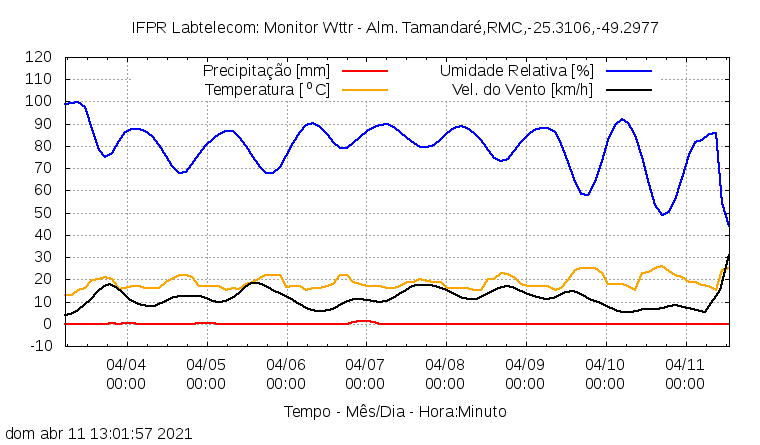 IFPR Labtelecom: Monitor Wttr - Alm. Tamandaré,RMC,-25.3106,-49.2977
Precipitação [mm]
Temperatura [ºC]
Umidade Relativa [%]
Vel. do Vento [km/h]
120
110
100
90
80
70
60
50
40
30
20
10
0
-10
04/04 04/05 04/06 04/07 04/08 04/09 04/10 04/11
00:00 00:00 00:00 00:00 00:00 00:00 00:00 00:00
Tempo - Mês/Dia - Hora:Minuto
dom abr 11 13:01:57 2021